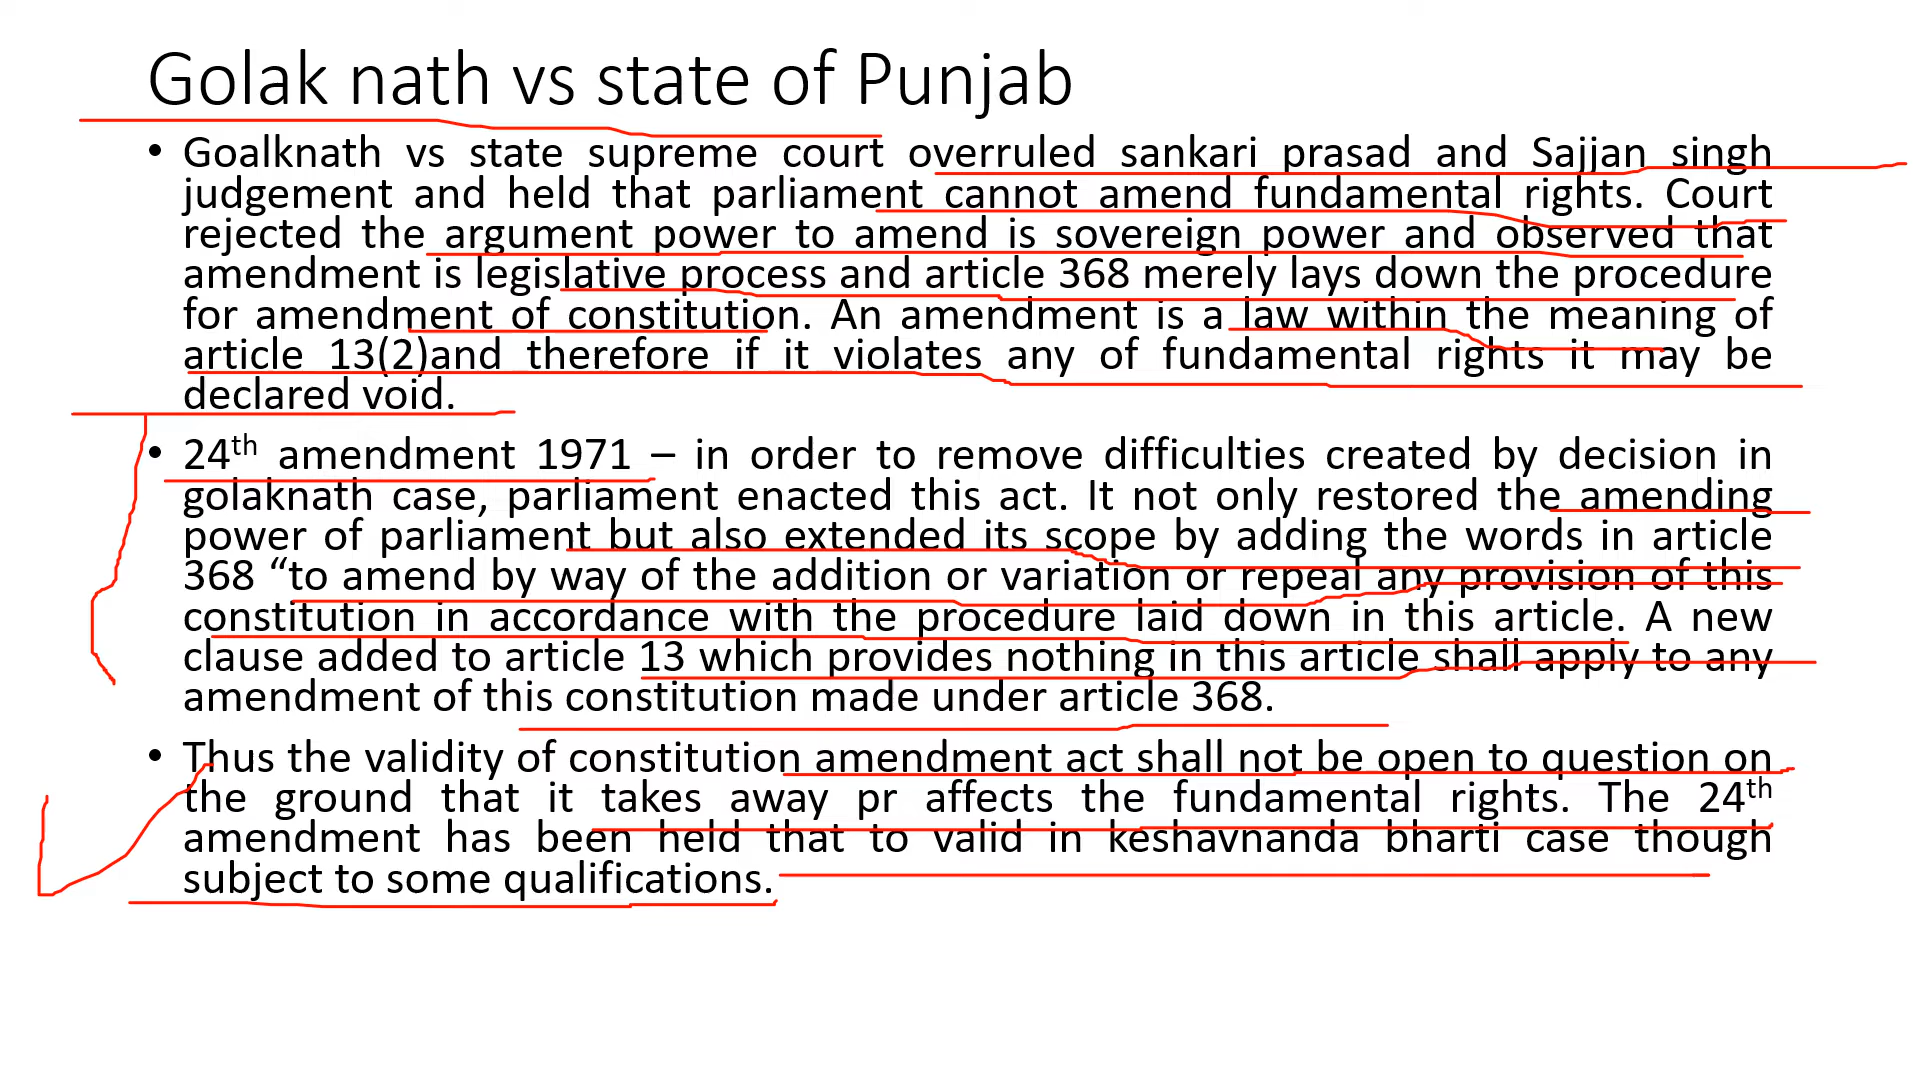 Golak nath vs state of Punjab
• Goalknath vs state supreme court overruled sankari prasad and Sajjan singh
judgement and held that parliament cannot amend fundamental rights. Court
rejected the argument power to amend is sovereign power and observed that
amendment is legislative process and article 368 merely lays down the procedure
for amendment of constitution. An amendment is a law within the meaning of
article 13(2)and therefore if it violates any of fundamental rights it may be
declared void.
• 24th amendment 1971 – in order to remove difficulties created by decision in
golaknath case, parliament enacted this act. It not only restored the amending
power of parliament but also extended its scope by adding the words in article
368 “to amend by way of the addition or variation or repeal any provision of this
constitution in accordance with the procedure laid down in this article. A new
clause added to article 13 which provides nothing in this article shall apply to any
amendment of this constitution made under article 368.
• Thus the validity of constitution amendment act shall not be open to question on
the ground that it takes away pr affects the fundamental rights. The 24th
amendment has been held that to valid in keshavnanda bharti case though
subject to some qualifications.